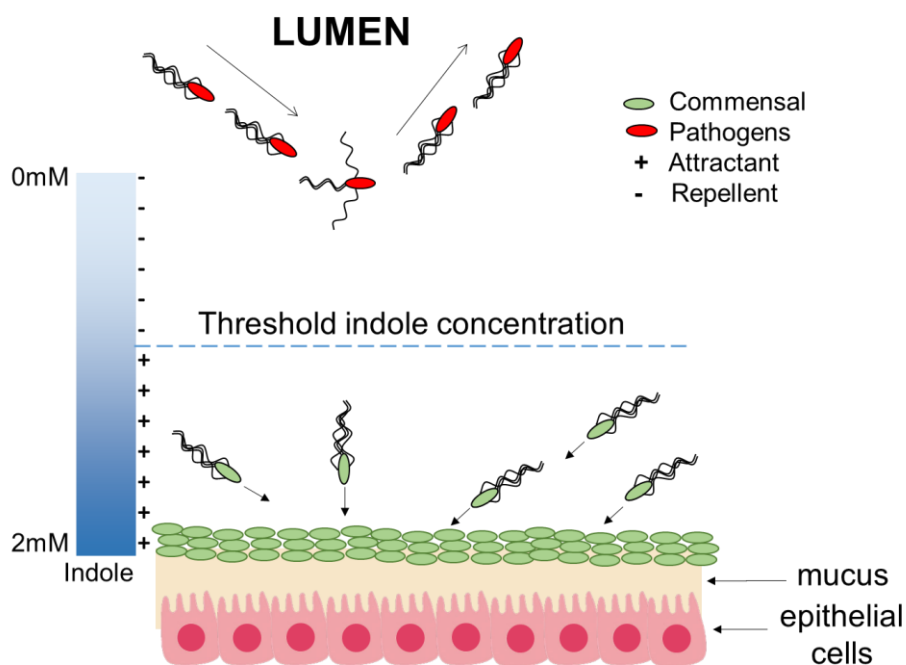 LUMEN
Commensal
Pathogens
+ Attractant
- Repellent
0mM
-
-
-
-
-
-
Threshold indole concentration
+
+
+
+
+
+
+
2mM
Indole
mucus
epithelial
cells